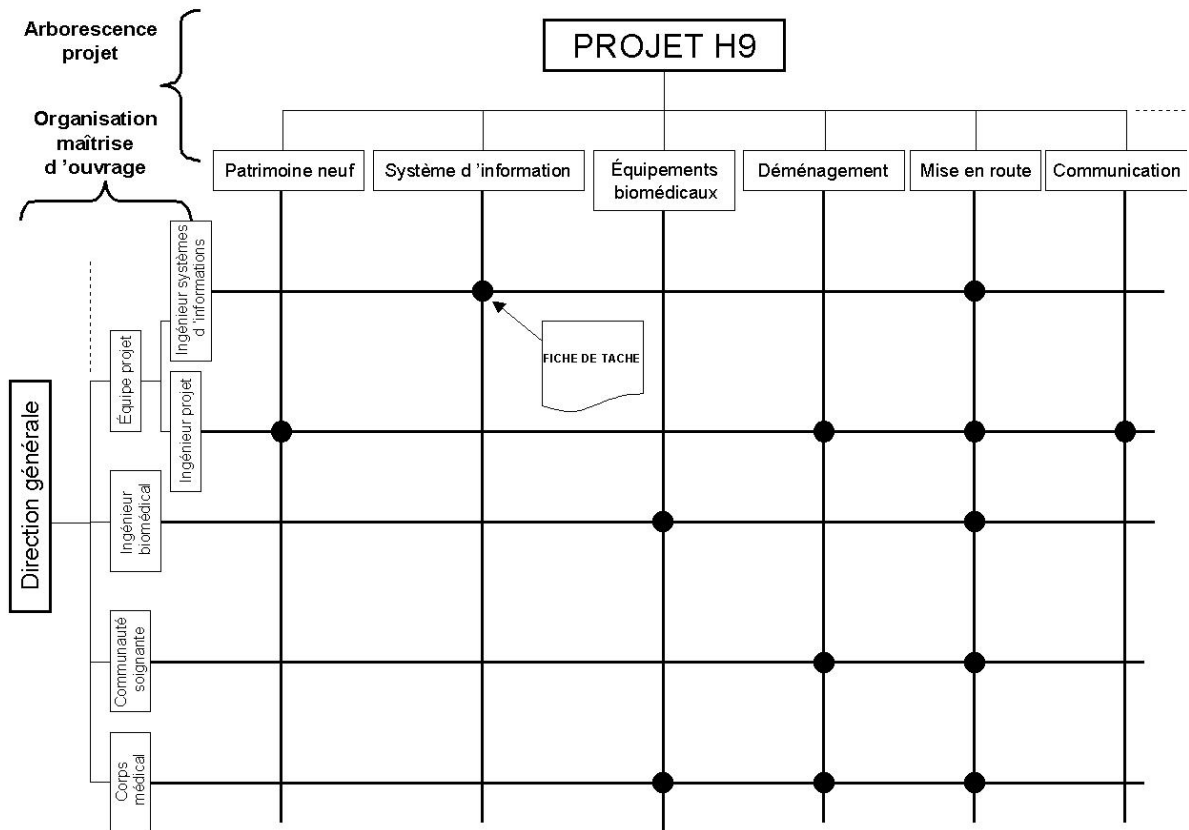 Arborescence
projet
PROJET H9
Organisation
maîtrise
d 'ouvrage
Patrimoine neuf
Système d 'information
Équipements
biomédicaux
Déménagement
Mise en route
Communication
Ingénieur systèmes
d 'informations
FICHE DE TACHE
Équipe projet
Ingénieur projet
Direction générale
Ingénieur
biomédical
Communauté
soignante
Corps
médical